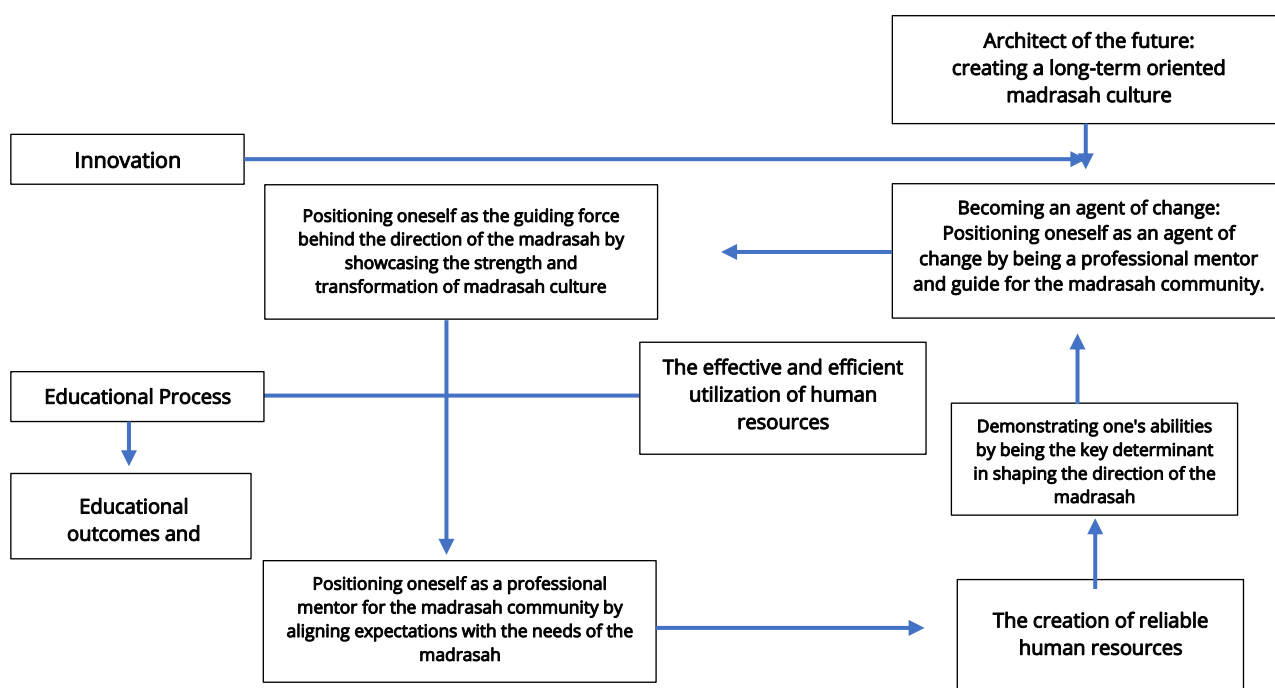 Architect of the future:
creating a long-term oriented
madrasah culture
Innovation
Positioning oneself as the guiding force
behind the direction of the madrasah by
showcasing the strength and
transformation of madrasah culture
Becoming an agent of change:
Positioning oneself as an agent of
change by being a professional mentor
and guide for the madrasah community.
The effective and efficient
utilization of human
resources
Educational Process
Demonstrating one's abilities
by being the key determinant
in shaping the direction of the
madrasah
Educational
outcomes and
Positioning oneself as a professional
mentor for the madrasah community by
aligning expectations with the needs of the
madrasah
The creation of reliable
human resources